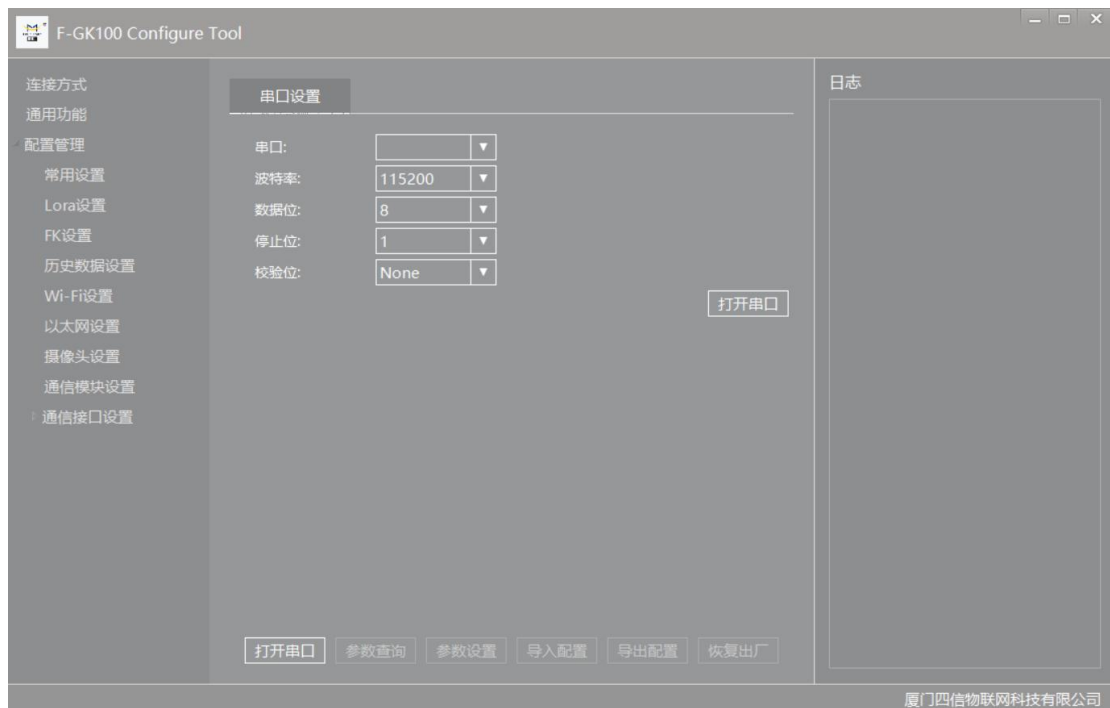 F-GK100 Configure Tool
连接方式
通用功能
配置管理
常用设置
Lora设置
FK设置
历史数据设置
Wi-Fi设置
以太网设置
摄像头设置
通信模块设置
通信接口设置
串口设置
串口:
波特率: 115200
数据位: 8
停止位: 1
校验位: None
打开串口
打开串口 参数查询 参数设置 导入配置 导出配置 恢复出厂
日志
厦门四信物联网科技有限公司